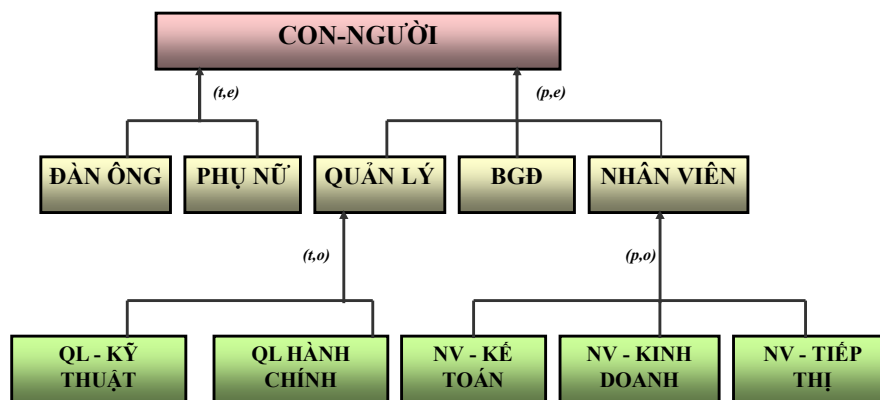 CON-NGƯỜI
(t,e)
(p,e)
ĐÀN ÔNG
PHỤ NỮ
QUẢN LÝ
BGĐ
NHÂN VIÊN
(t,o)
(p,o)
QL - KỸ
THUẬT
QL HÀNH
CHÍNH
NV - KẾ
TOÁN
NV - KINH
DOANH
NV - TIẾP
THỊ